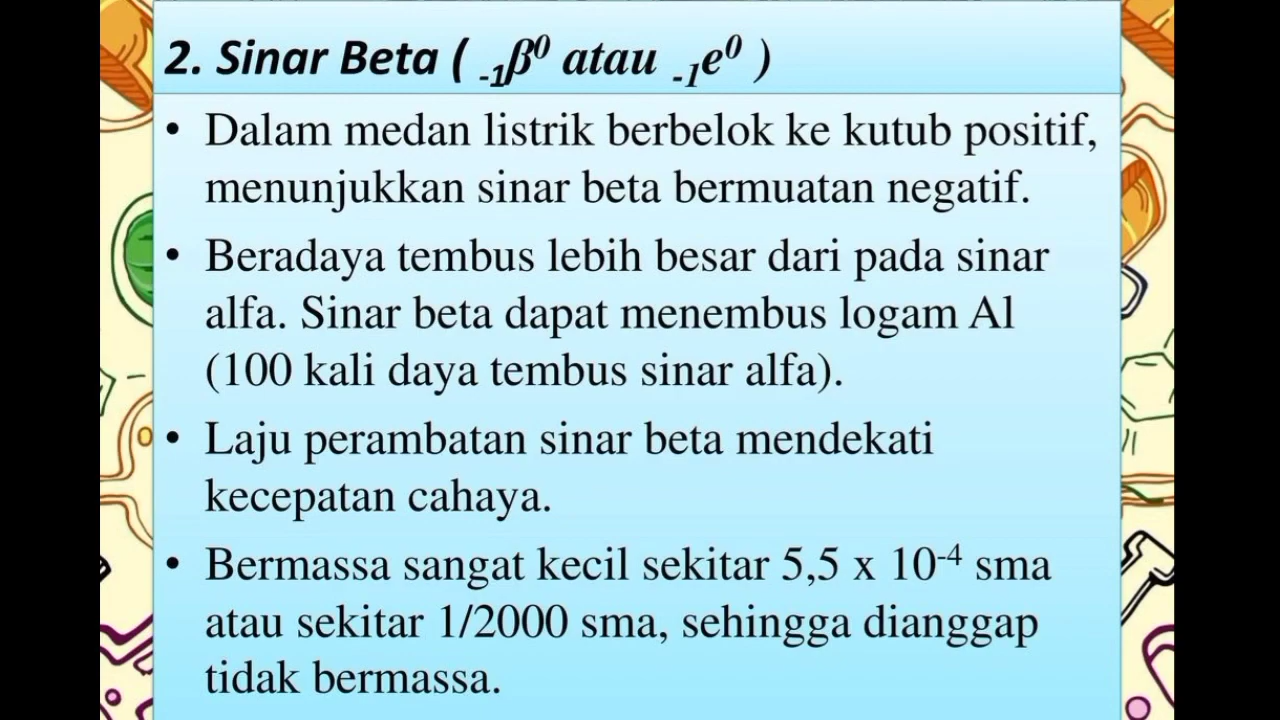 2. Sinar Beta ( ₋₁β⁰ atau ₋₁e⁰ )
• Dalam medan listrik berbelok ke kutub positif,
menunjukkan sinar beta bermuatan negatif.
• Beradaya tembus lebih besar dari pada sinar
alfa. Sinar beta dapat menembus logam Al
(100 kali daya tembus sinar alfa).
• Laju perambatan sinar beta mendekati
kecepatan cahaya.
• Bermassa sangat kecil sekitar 5,5 x 10⁻⁴ sma
atau sekitar 1/2000 sma, sehingga dianggap
tidak bermassa.